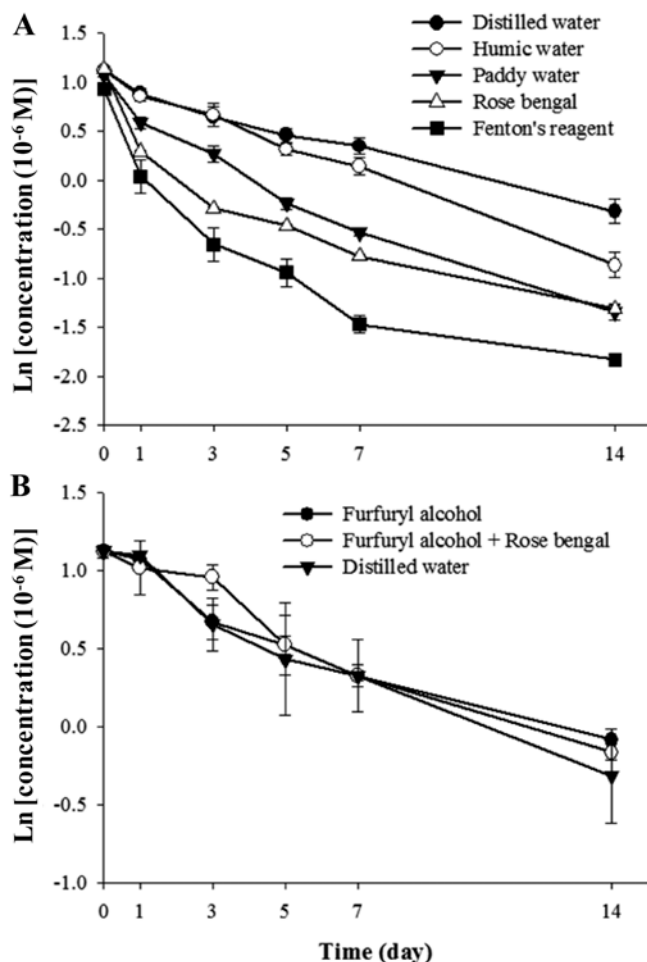 A
Ln [concentration (10⁻⁶ M)]
1.5
1.0
0.5
0.0
-0.5
-1.0
-1.5
-2.0
-2.5
Distilled water
Humic water
Paddy water
Rose bengal
Fenton's reagent
0 1 3 5 7 14
B
Ln [concentration (10⁻⁶ M)]
1.5
1.0
0.5
0.0
-0.5
-1.0
Furfuryl alcohol
Furfuryl alcohol + Rose bengal
Distilled water
0 1 3 5 7 14
Time (day)